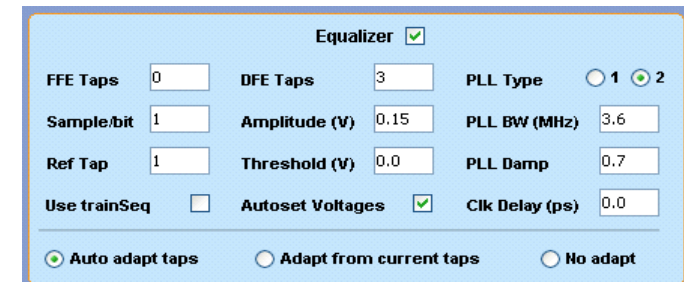 Equalizer
FFE Taps 0 DFE Taps 3 PLL Type 1 2
Sample/bit 1 Amplitude (V) 0.15 PLL BW (MHz) 3.6
Ref Tap 1 Threshold (V) 0.0 PLL Damp 0.7
Use trainSeq Autoset Voltages Clk Delay (ps) 0.0
Auto adapt taps Adapt from current taps No adapt